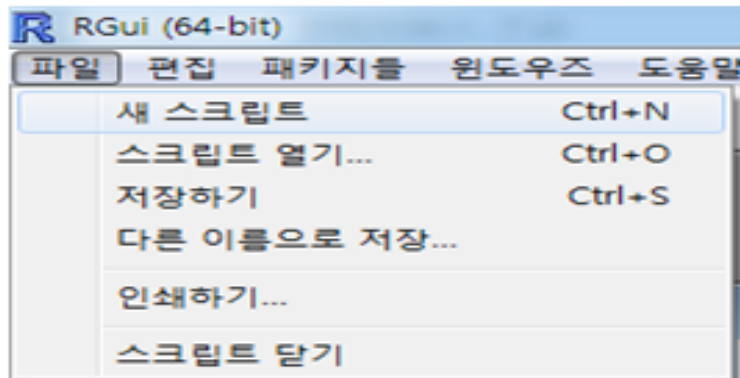 R RGui (64-bit)
파일 편집 패키지들 윈도우즈 도움말
새 스크립트 Ctrl+N
스크립트 열기... Ctrl+O
저장하기 Ctrl+S
다른 이름으로 저장...
인쇄하기...
스크립트 닫기